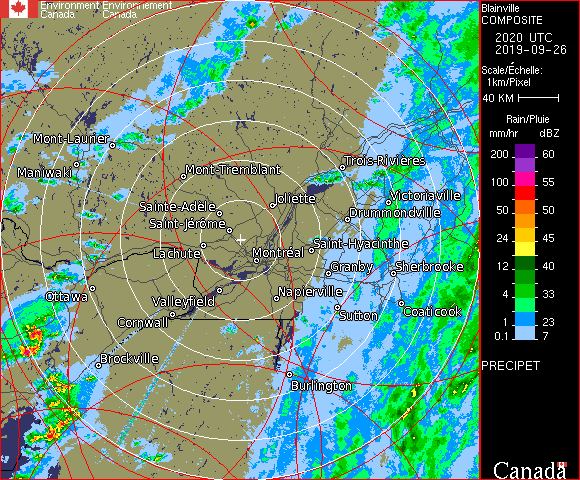 Environment Environnement
Canada Canada
Blainville
COMPOSITE
2020 UTC
2019-09-26
Scale/Échelle:
1km/Pixel
40 KM
Rain/Pluie
mm/hr dBZ
200 60
100 55
50 50
24 45
12 40
4 33
1 23
0.1 7
PRECIPET
Canada
Mont-Laurier
Maniwaki
Mont-Tremblant
Trois-Rivières
Sainte-Adèle
Joliette
Victoriaville
Saint-Jérôme
Drummondville
Lachute
Montréal
Saint-Hyacinthe
Granby
Sherbrooke
Ottawa
Valleyfield
Napierville
Cornwall
Sutton
Coaticook
Brockville
Burlington